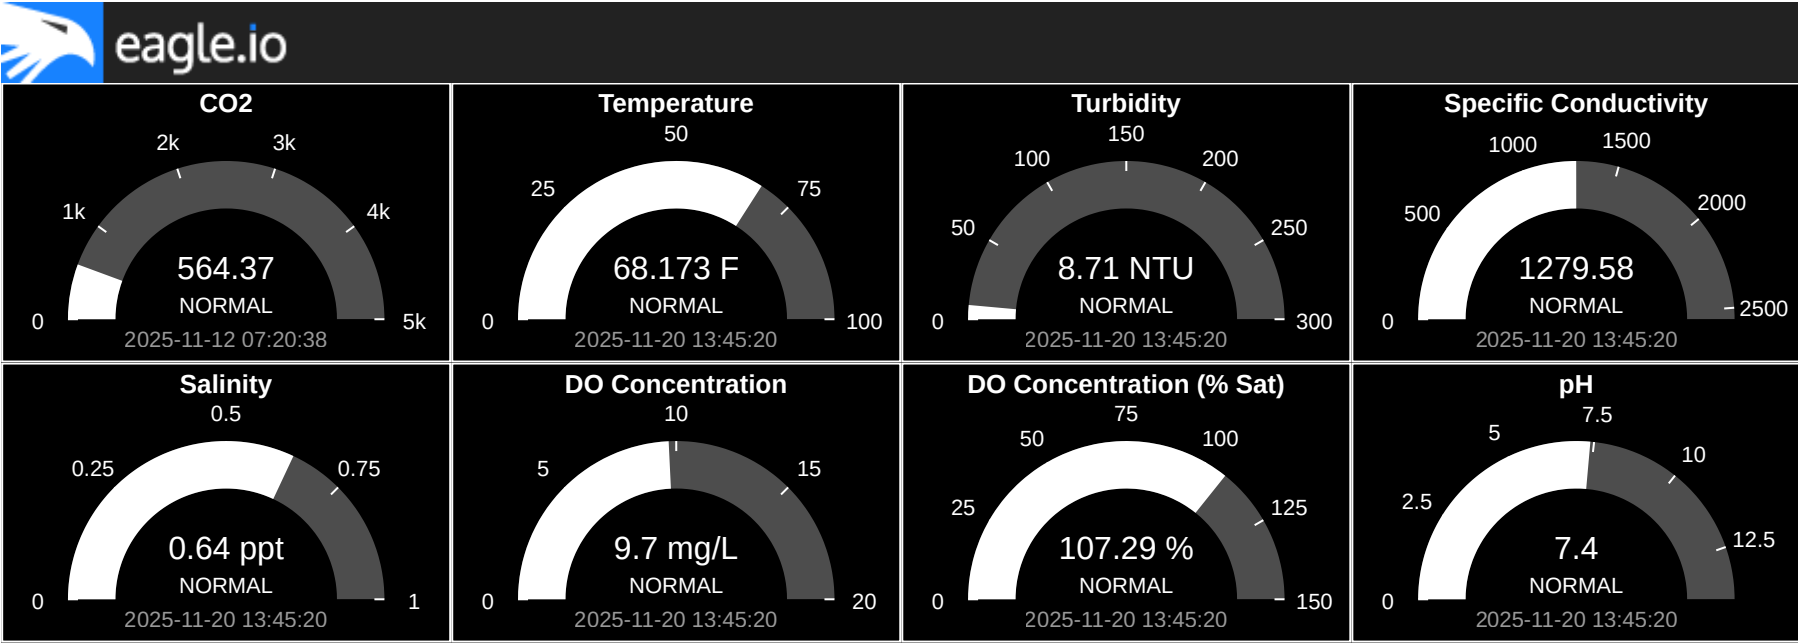 eagle.io
CO2
2k
3k
1k
4k
564.37
NORMAL
0
5k
2025-11-12 07:20:38
Temperature
50
25
75
68.173 F
NORMAL
0
100
2025-11-20 13:45:20
Turbidity
150
100
200
50
250
8.71 NTU
NORMAL
0
300
2025-11-20 13:45:20
Specific Conductivity
1000
1500
500
2000
1279.58
NORMAL
0
2500
2025-11-20 13:45:20
Salinity
0.5
0.25
0.75
0.64 ppt
NORMAL
0
1
2025-11-20 13:45:20
DO Concentration
10
5
15
9.7 mg/L
NORMAL
0
20
2025-11-20 13:45:20
DO Concentration (% Sat)
75
50
100
25
125
107.29 %
NORMAL
0
150
2025-11-20 13:45:20
pH
7.5
5
10
2.5
12.5
7.4
NORMAL
0
2025-11-20 13:45:20